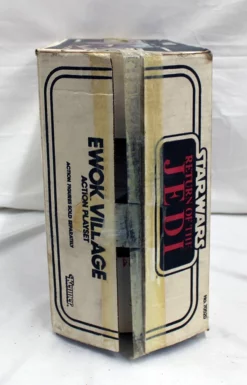 STAR WARS
RETURN OF THE
JEDI
EWOK VILLAGE
ACTION PLAYSET
ACTION FIGURES SOLD SEPARATELY
Kenner